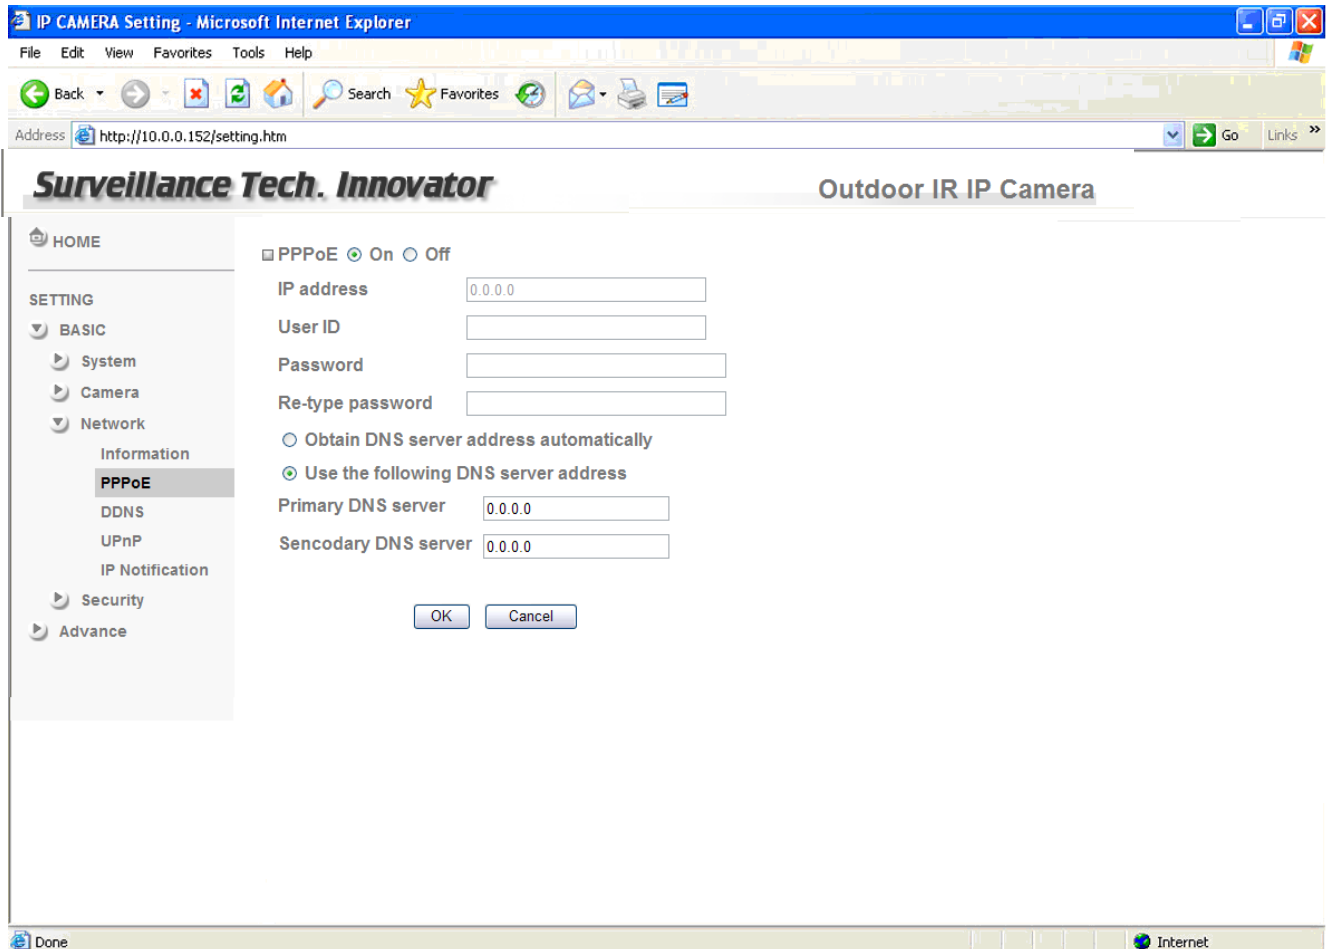 IP CAMERA Setting - Microsoft Internet Explorer
File Edit View Favorites Tools Help
Back Search Favorites
Address http://10.0.0.152/setting.htm Go Links »
Surveillance Tech. Innovator
Outdoor IR IP Camera
HOME
SETTING
BASIC
System
Camera
Network
Information
PPPoE
DDNS
UPnP
IP Notification
Security
Advance
PPPoE On Off
IP address 0.0.0.0
User ID
Password
Re-type password
Obtain DNS server address automatically
Use the following DNS server address
Primary DNS server 0.0.0.0
Sencodary DNS server 0.0.0.0
OK Cancel
Done Internet